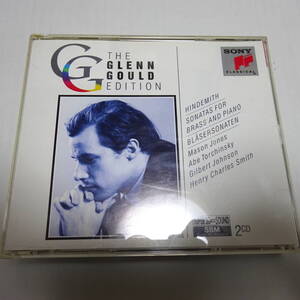 GG
THE
GLENN
GOULD
EDITION
SONY
CLASSICAL
HINDEMITH
SONATAS FOR
BRASS AND PIANO
BLÄSERSONATEN
Mason Jones
Abe Torchinsky
Gilbert Johnson
Henry Charles Smith
SBM
2CD